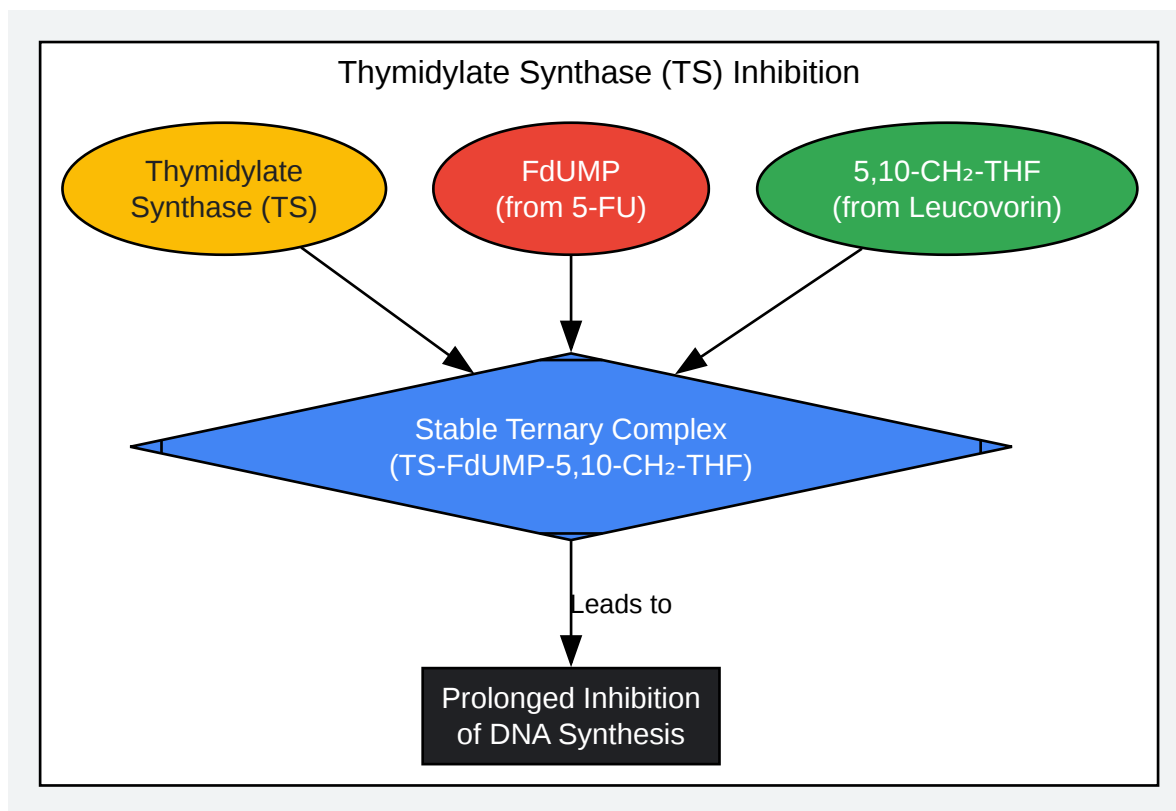 Thymidylate Synthase (TS) Inhibition
Thymidylate
Synthase (TS)
FdUMP
(from 5-FU)
5,10-CH₂-THF
(from Leucovorin)
Stable Ternary Complex
(TS-FdUMP-5,10-CH₂-THF)
Leads to
Prolonged Inhibition
of DNA Synthesis